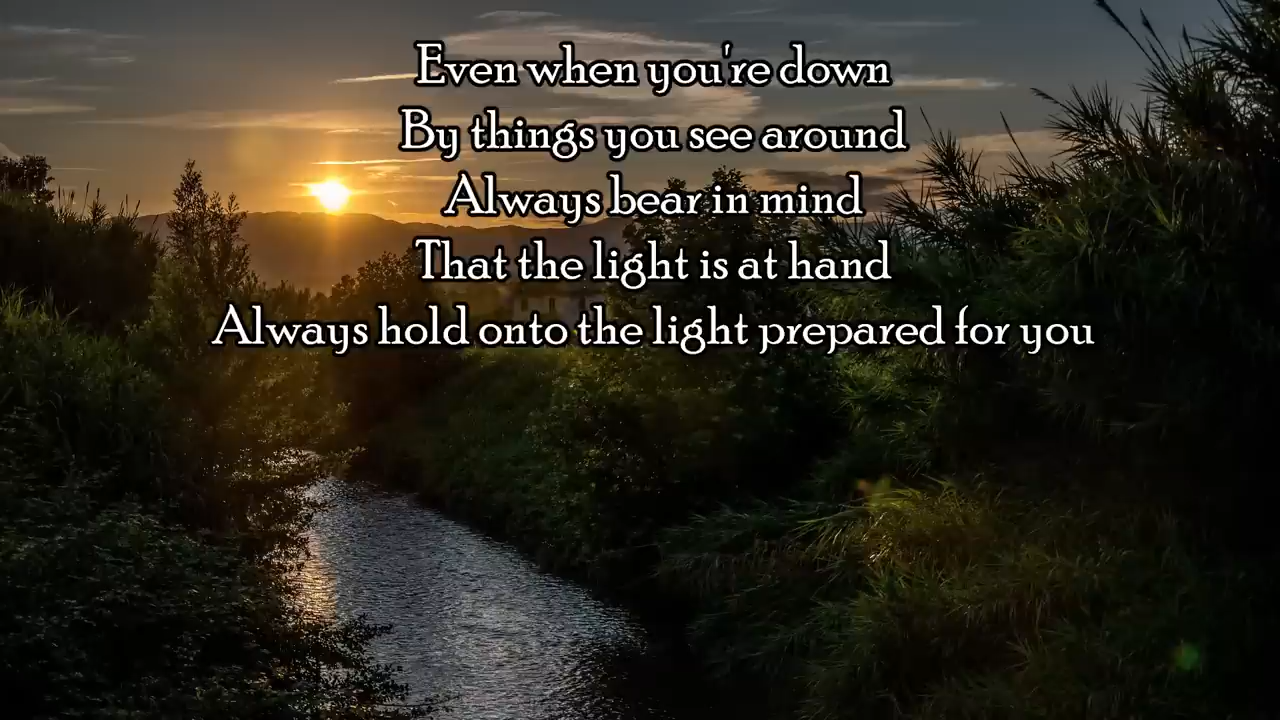 Even when you're down
By things you see around
Always bear in mind
That the light is at hand
Always hold onto the light prepared for you